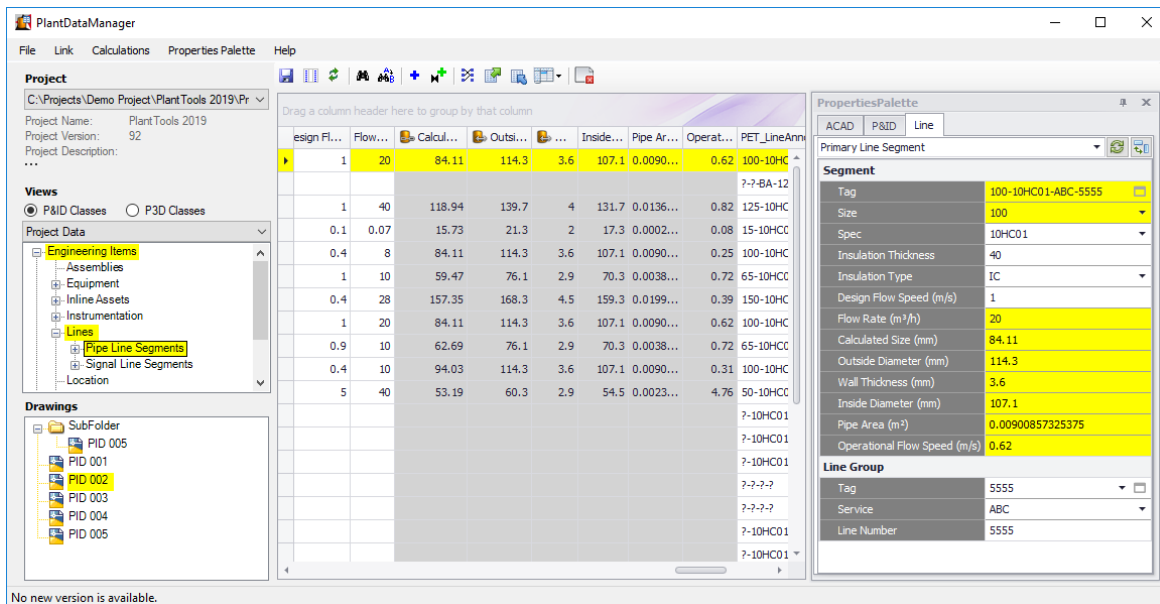 PlantDataManager
File Link Calculations Properties Palette Help
Project
C:\Projects\Demo Project\PlantTools 2019\Pr
Project Name: PlantTools 2019
Project Version: 92
Project Description:
...
Views
P&ID Classes P3D Classes
Project Data
Engineering Items
Assemblies
Equipment
Inline Assets
Instrumentation
Lines
Pipe Line Segments
Signal Line Segments
Location
Drawings
SubFolder
PID 005
PID 001
PID 002
PID 003
PID 004
PID 005
Drag a column header here to group by that column
esign Fl... Flow... Calcul... Outsi... ... Inside... Pipe Ar... Operat... PET_LineAnn
1 20 84.11 114.3 3.6 107.1 0.0090... 0.62 100-10HC
?-?-BA-12
1 40 118.94 139.7 4 131.7 0.0136... 0.82 125-10HC
0.1 0.07 15.73 21.3 2 17.3 0.0002... 0.08 15-10HC0
0.4 8 84.11 114.3 3.6 107.1 0.0090... 0.25 100-10HC
1 10 59.47 76.1 2.9 70.3 0.0038... 0.72 65-10HC0
0.4 28 157.35 168.3 4.5 159.3 0.0199... 0.39 150-10HC
1 20 84.11 114.3 3.6 107.1 0.0090... 0.62 100-10HC
0.9 10 62.69 76.1 2.9 70.3 0.0038... 0.72 65-10HC0
0.4 10 94.03 114.3 3.6 107.1 0.0090... 0.31 100-10HC
5 40 53.19 60.3 2.9 54.5 0.0023... 4.76 50-10HC0
?-10HC01
?-10HC01
?-10HC01
?-?-?-?
?-?-?-?
?-10HC01
?-10HC01
PropertiesPalette
ACAD P&ID Line
Primary Line Segment
Segment
Tag 100-10HC01-ABC-5555
Size 100
Spec 10HC01
Insulation Thickness 40
Insulation Type IC
Design Flow Speed (m/s) 1
Flow Rate (m³/h) 20
Calculated Size (mm) 84.11
Outside Diameter (mm) 114.3
Wall Thickness (mm) 3.6
Inside Diameter (mm) 107.1
Pipe Area (m²) 0.00900857325375
Operational Flow Speed (m/s) 0.62
Line Group
Tag 5555
Service ABC
Line Number 5555
No new version is available.